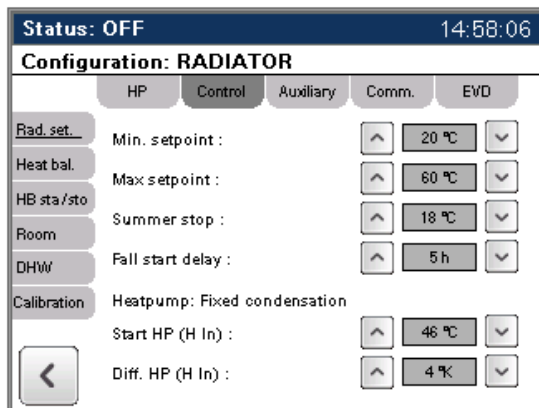 Status: OFF 14:58:06
Configuration: RADIATOR
HP Control Auxiliary Comm. EVD
Rad. set.
Heat bal.
HB sta/sto
Room
DHW
Calibration
Min. setpoint : 20 °C
Max setpoint : 60 °C
Summer stop : 18 °C
Fall start delay : 5 h
Heatpump: Fixed condensation
Start HP (H In) : 46 °C
Diff. HP (H In) : 4 °K